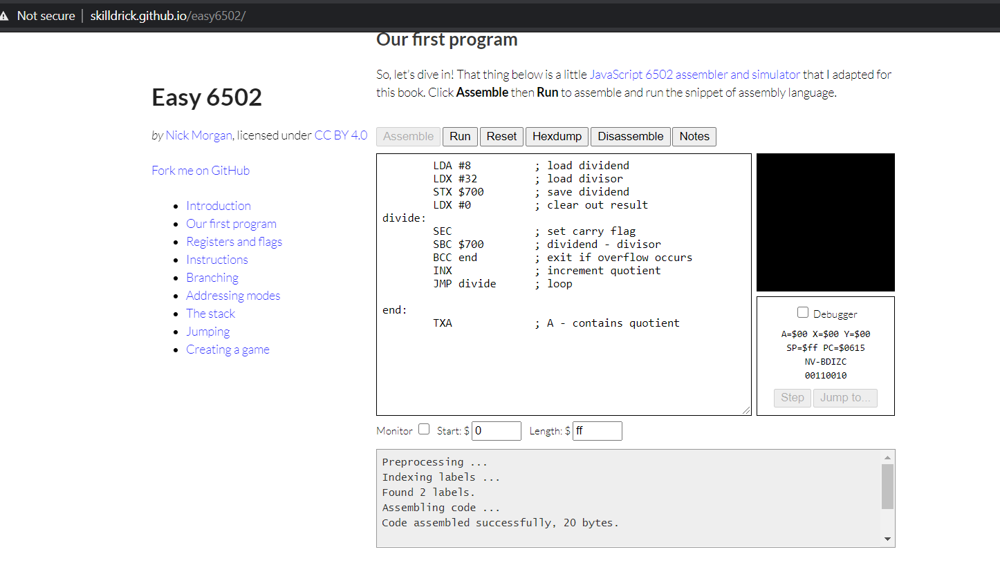 Not secure | skilldrick.github.io/easy6502/
Easy 6502
by Nick Morgan, licensed under CC BY 4.0
Fork me on GitHub
Introduction
Our first program
Registers and flags
Instructions
Branching
Addressing modes
The stack
Jumping
Creating a game
Our first program
So, let's dive in! That thing below is a little JavaScript 6502 assembler and simulator that I adapted for
this book. Click Assemble then Run to assemble and run the snippet of assembly language.
Assemble Run Reset Hexdump Disassemble Notes
LDA #8 ; load dividend
LDX #32 ; load divisor
STX $700 ; save dividend
LDX #0 ; clear out result
divide:
SEC ; set carry flag
SBC $700 ; dividend - divisor
BCC end ; exit if overflow occurs
INX ; increment quotient
JMP divide ; loop
end:
TXA ; A - contains quotient
Debugger
A=$00 X=$00 Y=$00
SP=$ff PC=$0615
NV-BDIZC
00110010
Step Jump to...
Monitor Start: $ 0 Length: $ ff
Preprocessing ...
Indexing labels ...
Found 2 labels.
Assembling code ...
Code assembled successfully, 20 bytes.